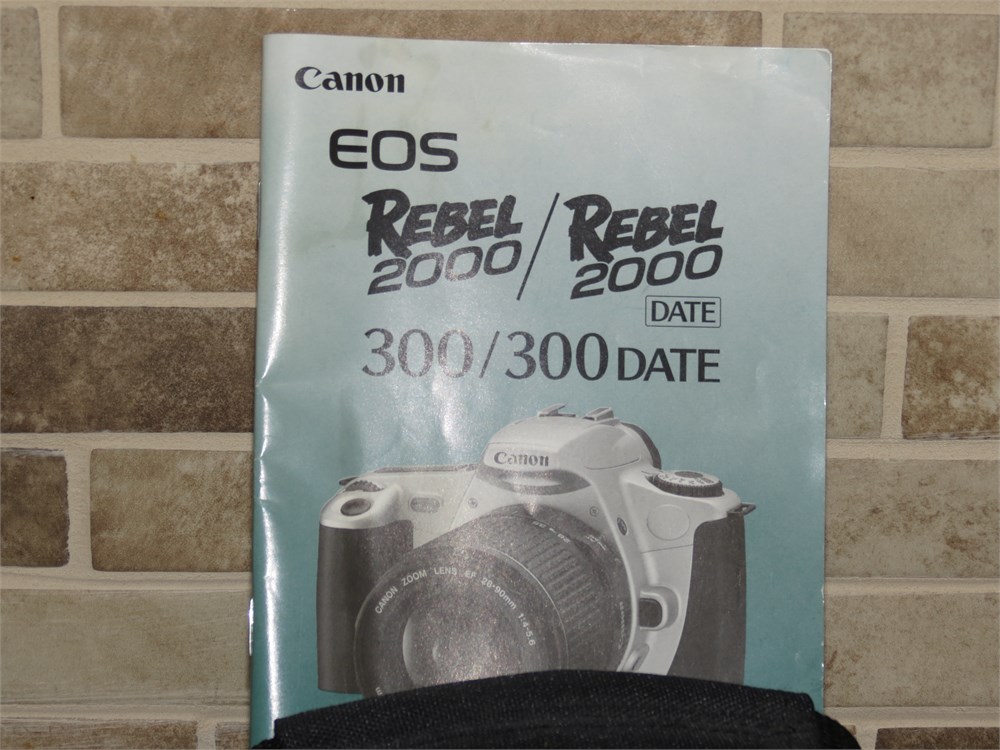 Canon
EOS
REBEL 2000 / REBEL 2000
DATE
300/300 DATE
Canon
CANON ZOOM LENS EF 28-90mm 1:4-5.6